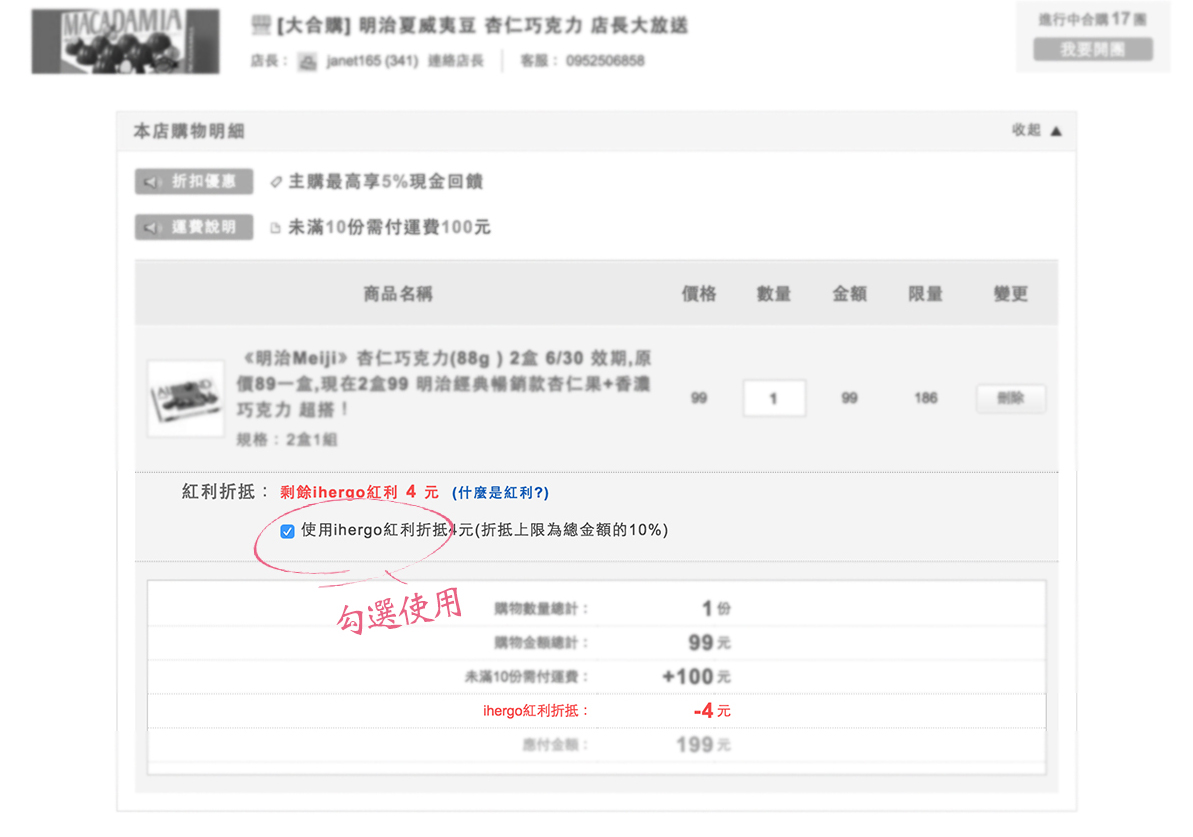 MACADAMIA
[大合購] 明治夏威夷豆 杏仁巧克力 店長大放送
店長： janet165 (341) 連絡店長 客服： 0952506858
進行中合購 17 團
我要開團
本店購物明細 收起 ▲
折扣優惠 主購最高享5%現金回饋
運費說明 未滿10份需付運費100元
商品名稱 價格 數量 金額 限量 變更
《明治Meiji》杏仁巧克力(88g ) 2盒 6/30 效期,原
價89一盒,現在2盒99 明治經典暢銷款杏仁果+香濃
巧克力 超搭！
規格：2盒1組
99 1 99 186 刪除
紅利折抵： 剩餘ihergo紅利 4 元 (什麼是紅利?)
使用ihergo紅利折抵4元(折抵上限為總金額的10%)
勾選使用
購物數量總計： 1 份
購物金額總計： 99 元
未滿10份需付運費： +100 元
ihergo紅利折抵： -4 元
應付金額： 199 元